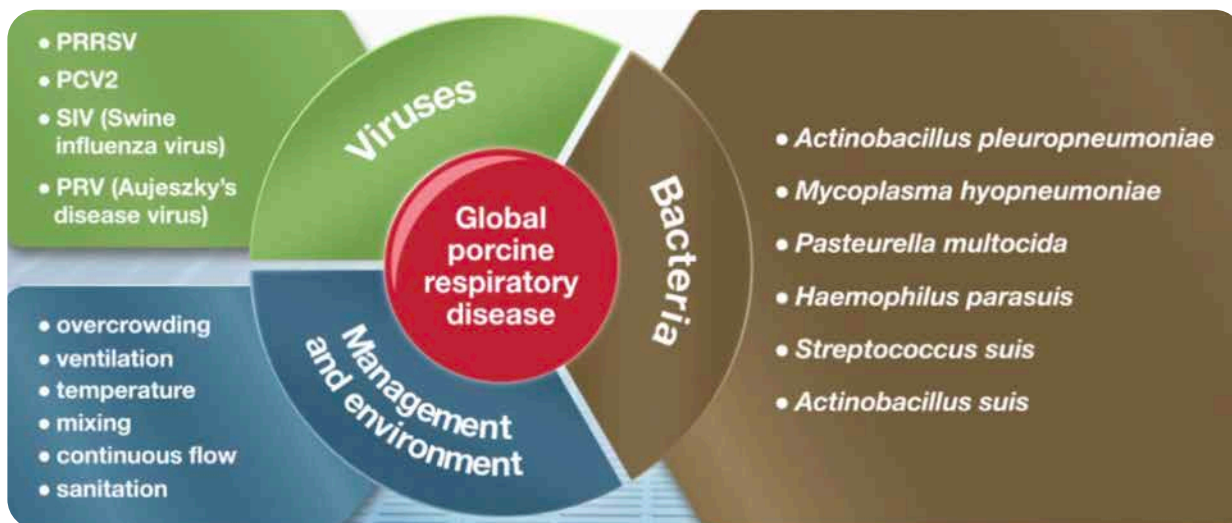 • PRRSV
• PCV2
• SIV (Swine
influenza virus)
• PRV (Aujeszky's
disease virus)
Viruses
Global
porcine
respiratory
disease
Bacteria
• Actinobacillus pleuropneumoniae
• Mycoplasma hyopneumoniae
• Pasteurella multocida
• Haemophilus parasuis
• Streptococcus suis
• Actinobacillus suis
Management
and environment
• overcrowding
• ventilation
• temperature
• mixing
• continuous flow
• sanitation